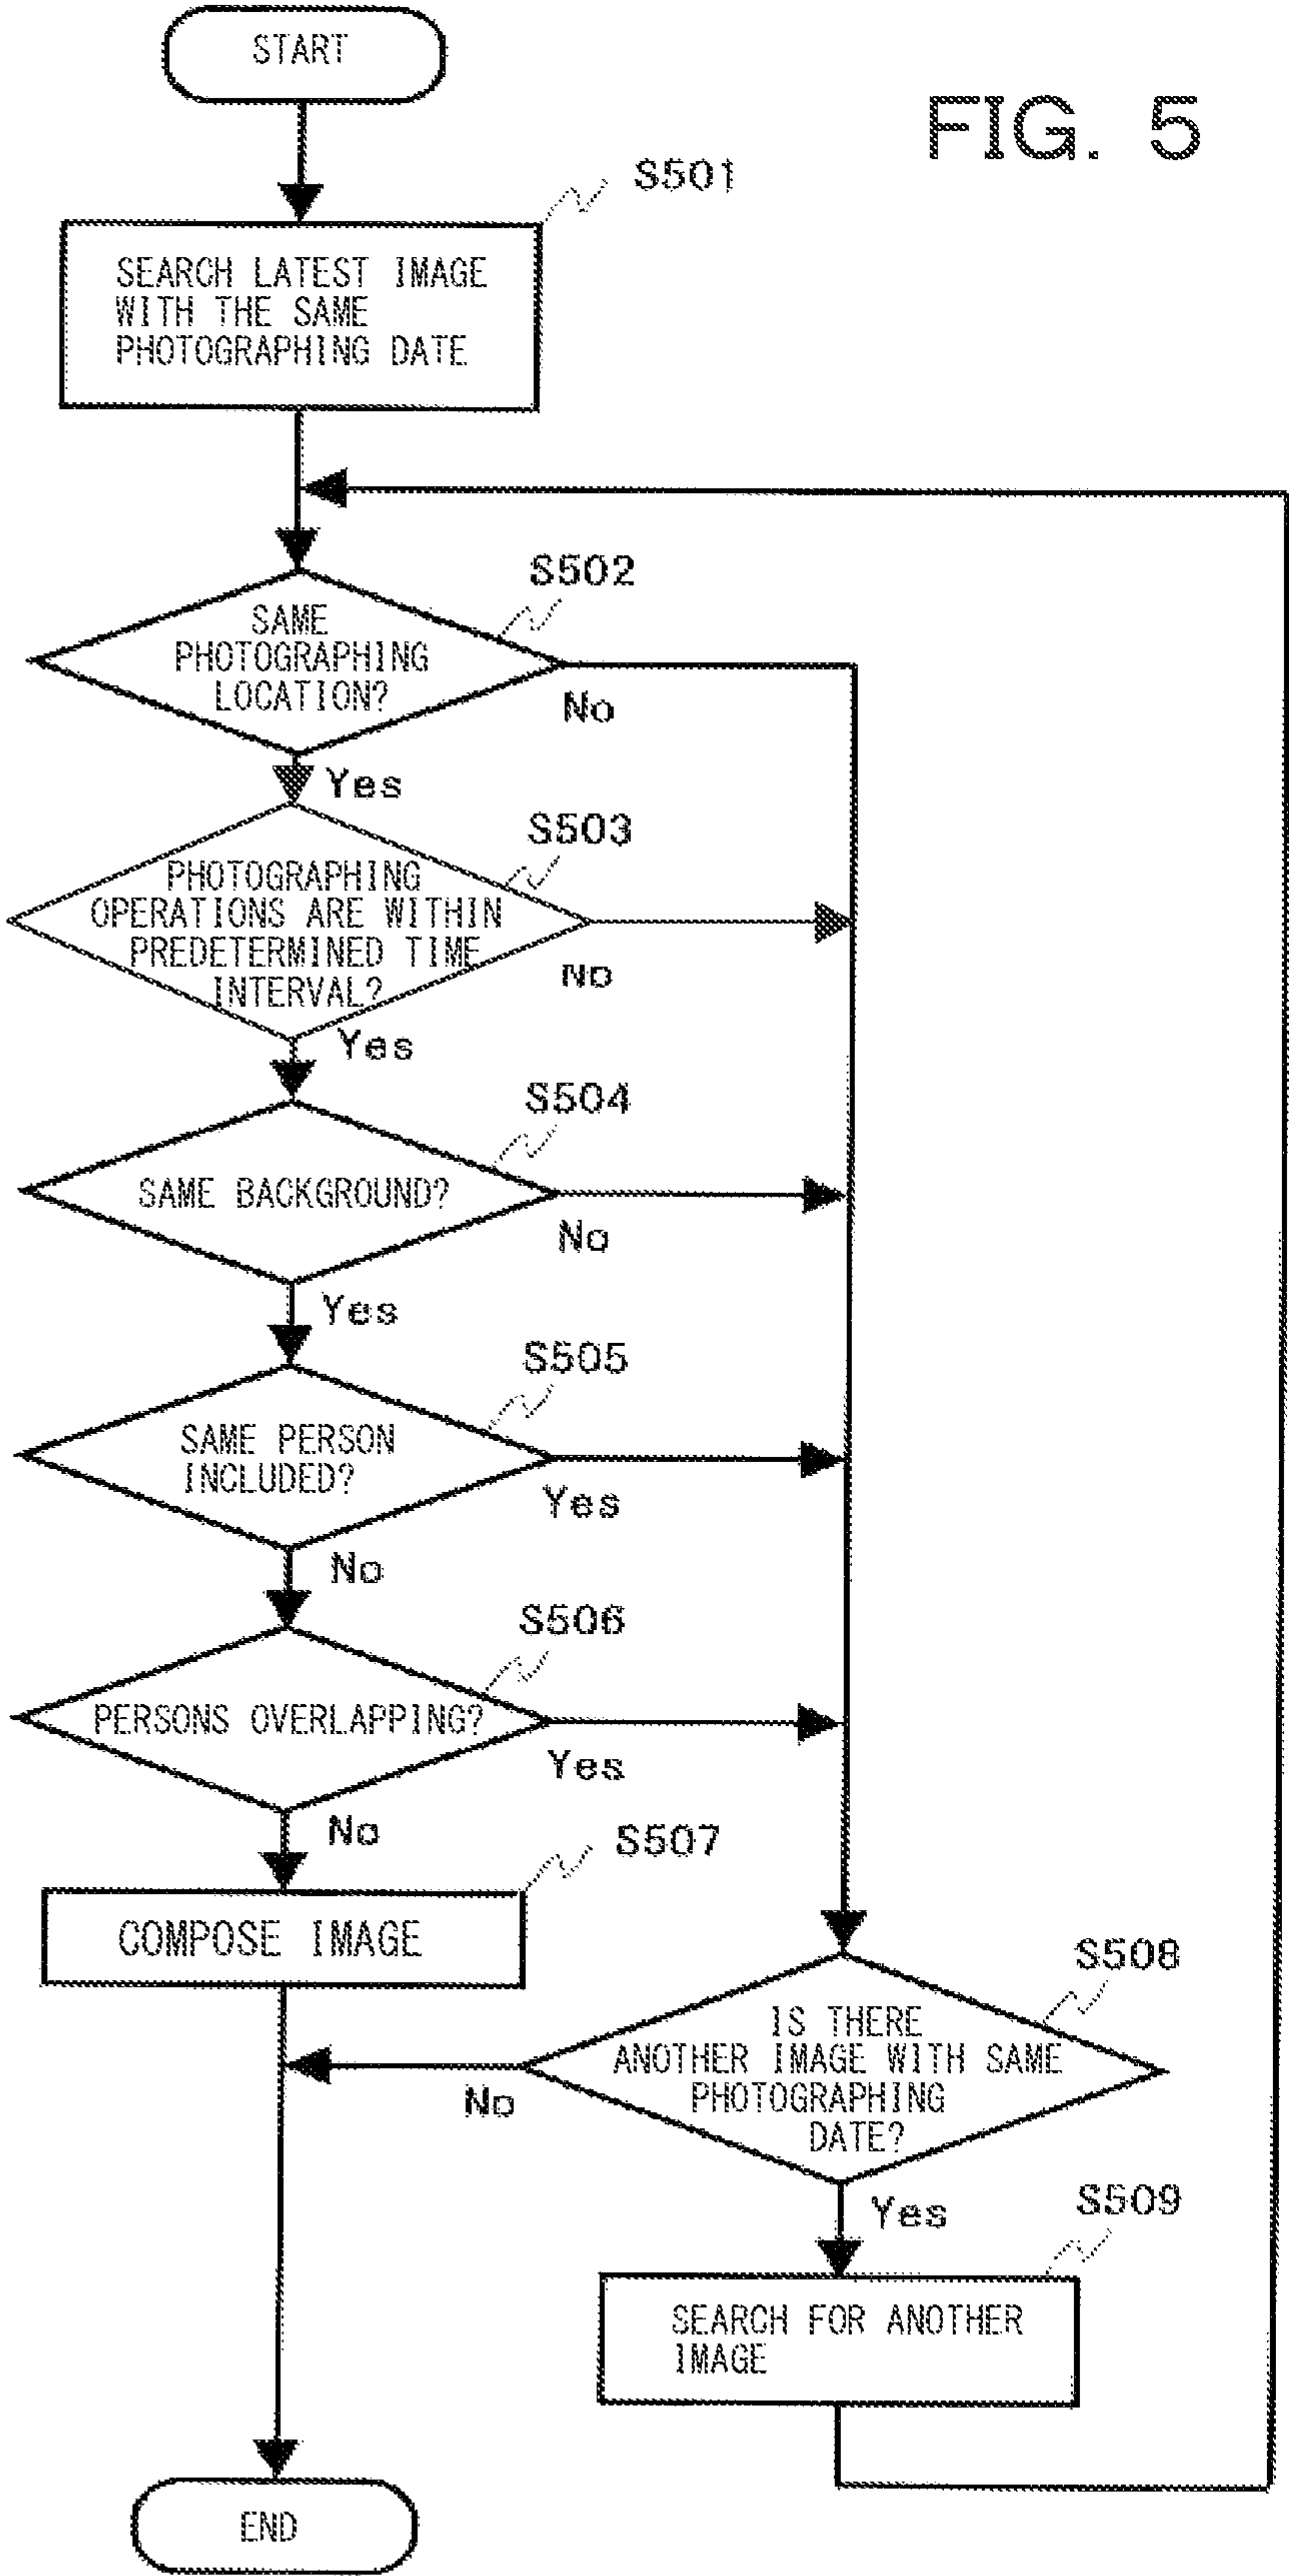 START
FIG. 5
S501
SEARCH LATEST IMAGE
WITH THE SAME
PHOTOGRAPHING DATE
S502
SAME
PHOTOGRAPHING
LOCATION?
No
Yes
S503
PHOTOGRAPHING
OPERATIONS ARE WITHIN
PREDETERMINED TIME
INTERVAL?
No
Yes
S504
SAME BACKGROUND?
No
Yes
S505
SAME PERSON
INCLUDED?
Yes
No
S506
PERSONS OVERLAPPING?
Yes
No
S507
COMPOSE IMAGE
S508
IS THERE
ANOTHER IMAGE WITH SAME
PHOTOGRAPHING
DATE?
No
Yes
S509
SEARCH FOR ANOTHER
IMAGE
END